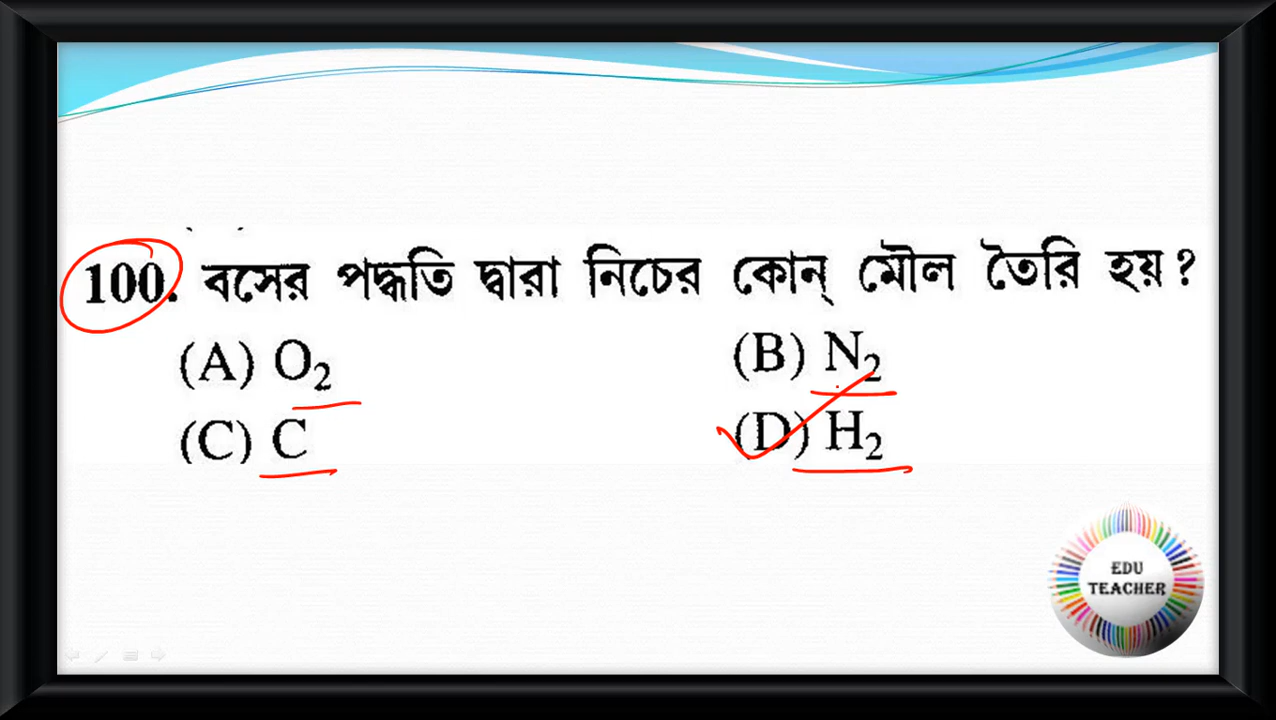 100. বসের পদ্ধতি দ্বারা নিচের কোন্ মৌল তৈরি হয়?
(A) O₂ (B) N₂
(C) C (D) H₂
EDU
TEACHER